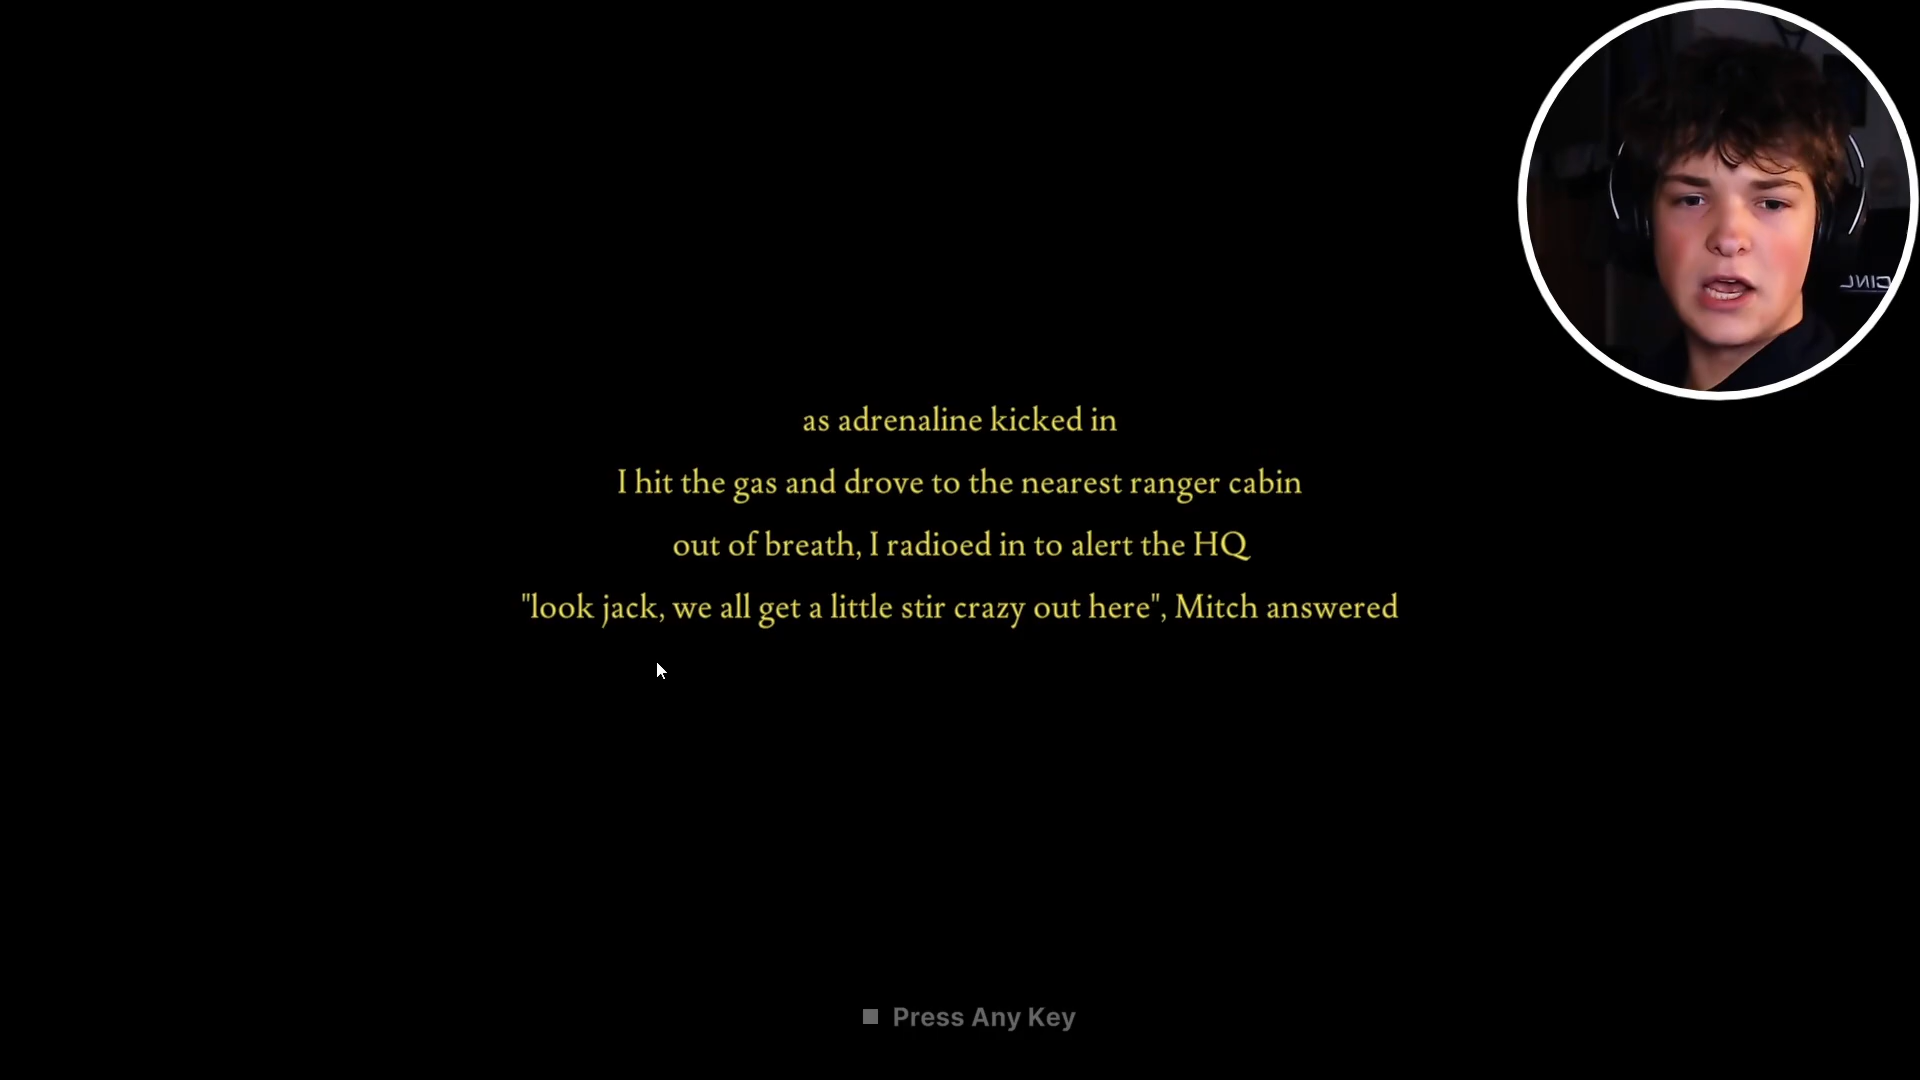 as adrenaline kicked in
I hit the gas and drove to the nearest ranger cabin
out of breath, I radioed in to alert the HQ
"look jack, we all get a little stir crazy out here", Mitch answered
Press Any Key